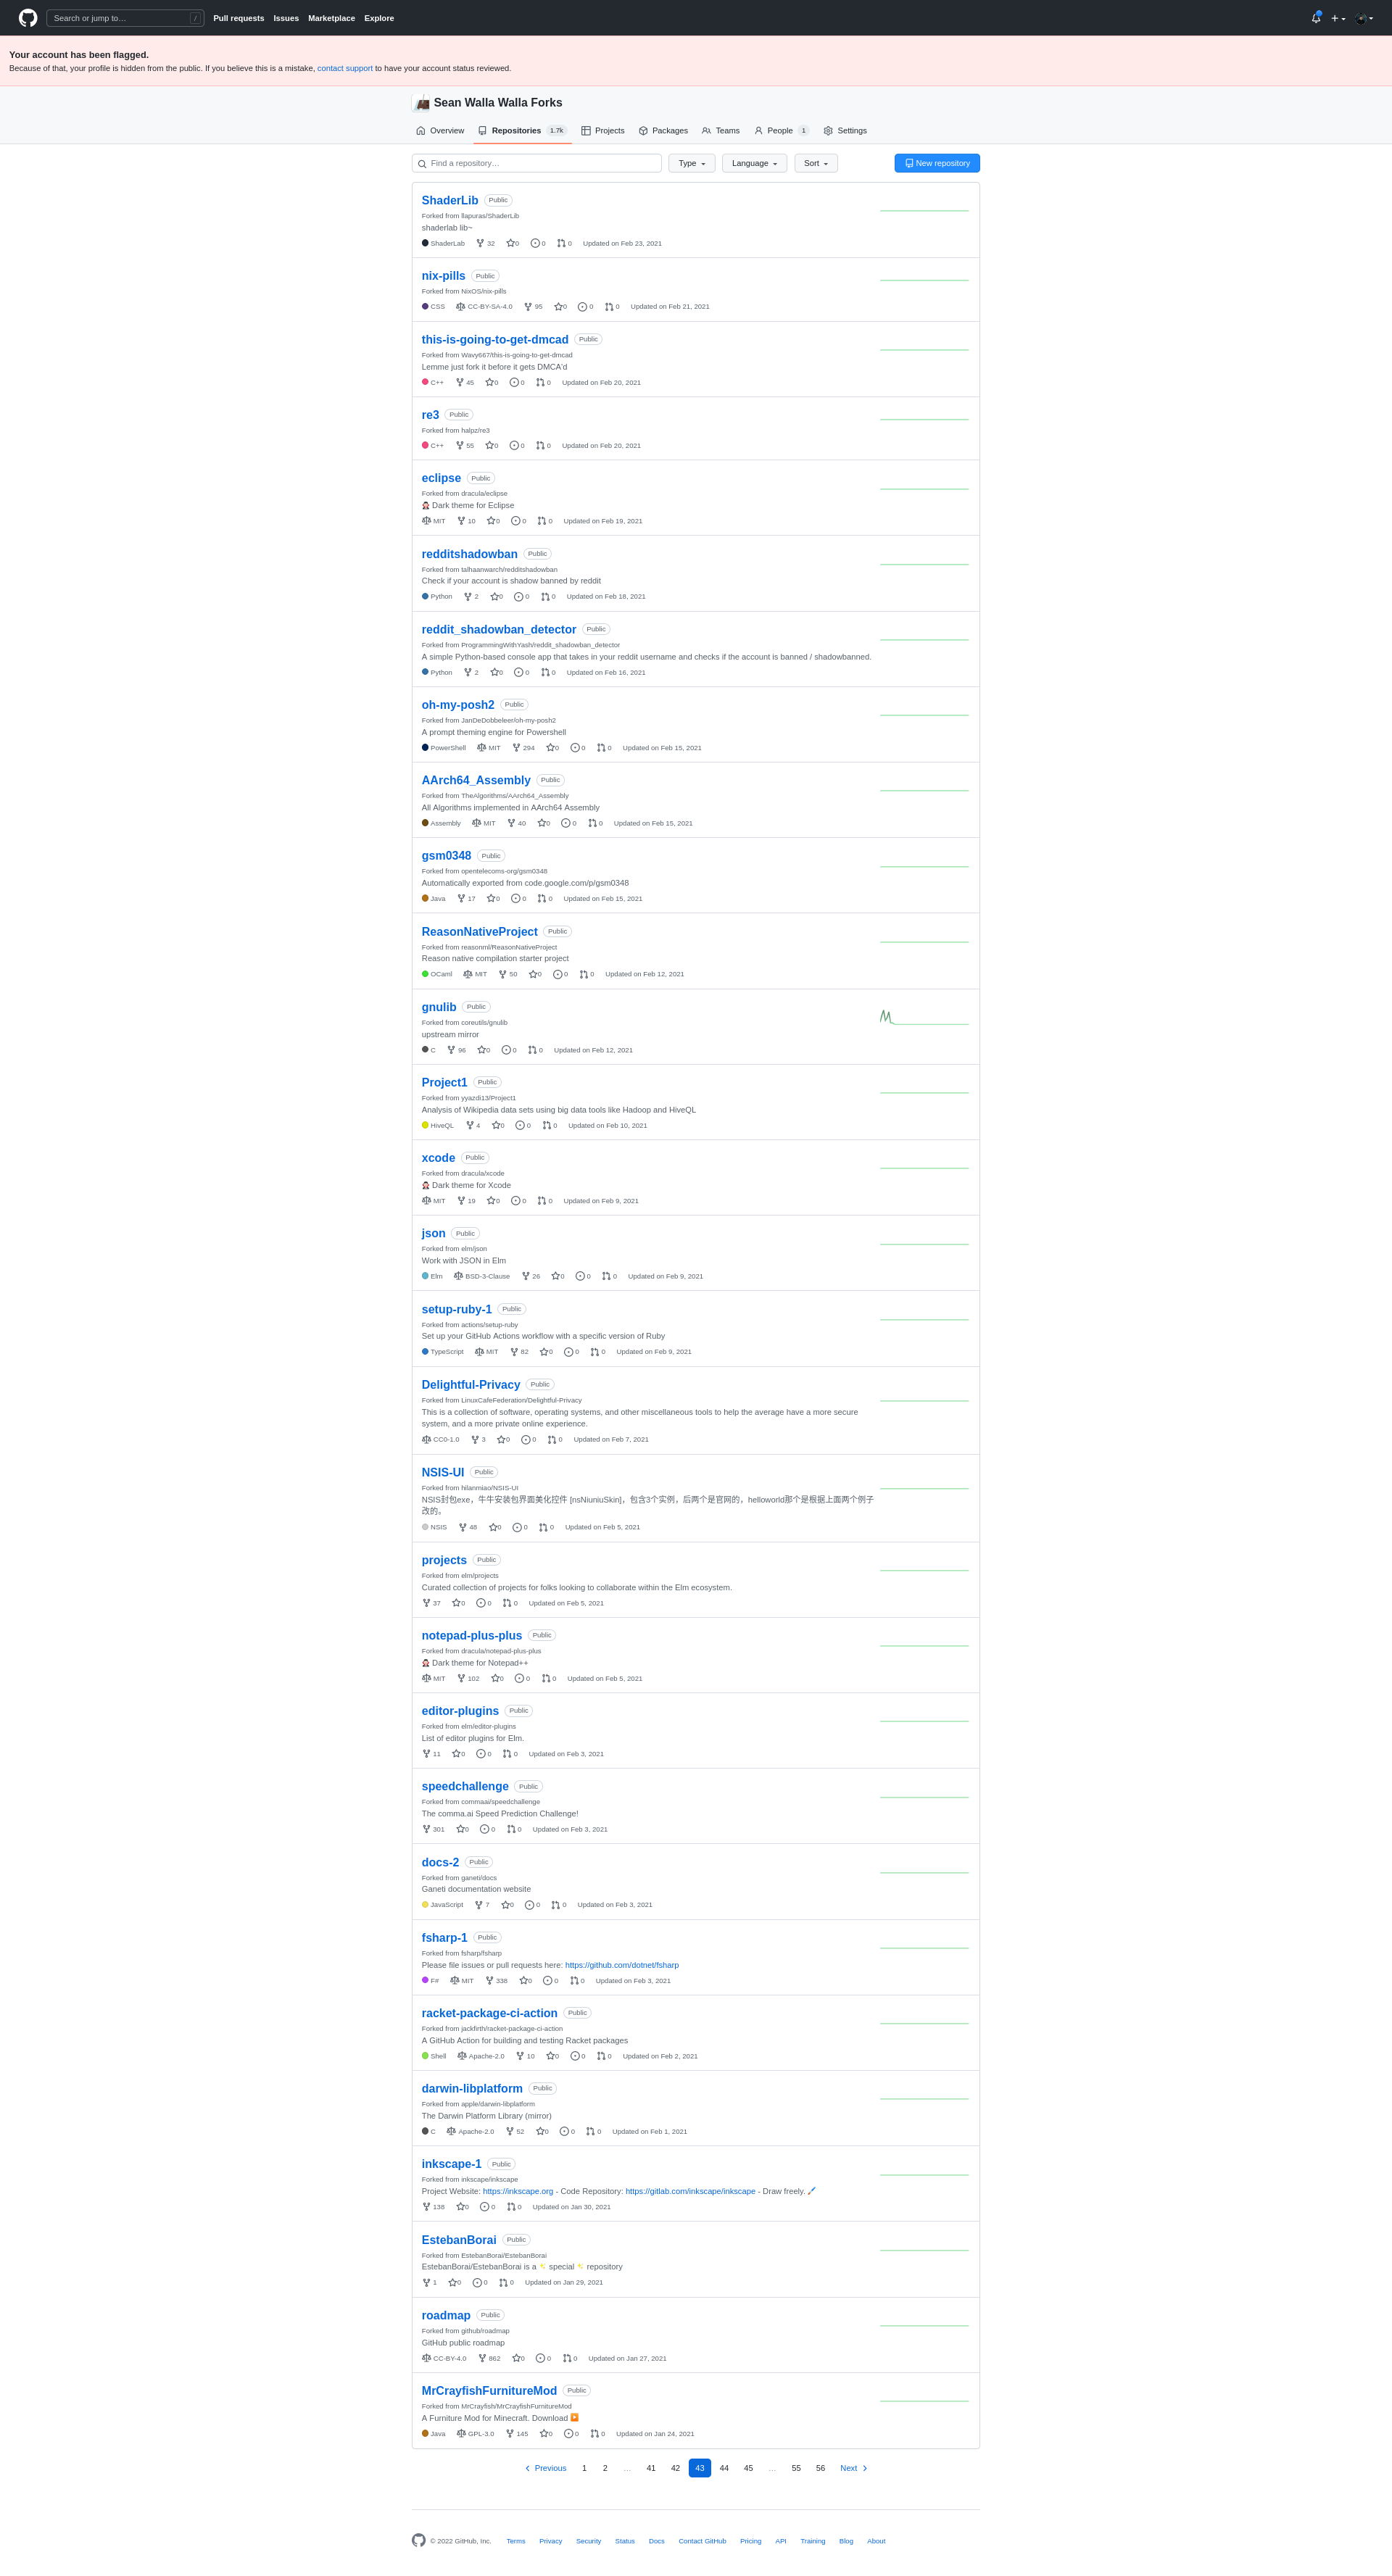 Search or jump to… /
Pull requests Issues Marketplace Explore
Your account has been flagged.
Because of that, your profile is hidden from the public. If you believe this is a mistake, contact support to have your account status reviewed.
Sean Walla Walla Forks
Overview Repositories 1.7k Projects Packages Teams People 1 Settings
Find a repository… Type Language Sort New repository
ShaderLib Public
Forked from llapuras/ShaderLib
shaderlab lib~
ShaderLab 32 0 0 0 Updated on Feb 23, 2021
nix-pills Public
Forked from NixOS/nix-pills
CSS CC-BY-SA-4.0 95 0 0 0 Updated on Feb 21, 2021
this-is-going-to-get-dmcad Public
Forked from Wavy667/this-is-going-to-get-dmcad
Lemme just fork it before it gets DMCA'd
C++ 45 0 0 0 Updated on Feb 20, 2021
re3 Public
Forked from halpz/re3
C++ 55 0 0 0 Updated on Feb 20, 2021
eclipse Public
Forked from dracula/eclipse
🧛🏻 Dark theme for Eclipse
MIT 10 0 0 0 Updated on Feb 19, 2021
redditshadowban Public
Forked from talhaanwarch/redditshadowban
Check if your account is shadow banned by reddit
Python 2 0 0 0 Updated on Feb 18, 2021
reddit_shadowban_detector Public
Forked from ProgrammingWithYash/reddit_shadowban_detector
A simple Python-based console app that takes in your reddit username and checks if the account is banned / shadowbanned.
Python 2 0 0 0 Updated on Feb 16, 2021
oh-my-posh2 Public
Forked from JanDeDobbeleer/oh-my-posh2
A prompt theming engine for Powershell
PowerShell MIT 294 0 0 0 Updated on Feb 15, 2021
AArch64_Assembly Public
Forked from TheAlgorithms/AArch64_Assembly
All Algorithms implemented in AArch64 Assembly
Assembly MIT 40 0 0 0 Updated on Feb 15, 2021
gsm0348 Public
Forked from opentelecoms-org/gsm0348
Automatically exported from code.google.com/p/gsm0348
Java 17 0 0 0 Updated on Feb 15, 2021
ReasonNativeProject Public
Forked from reasonml/ReasonNativeProject
Reason native compilation starter project
OCaml MIT 50 0 0 0 Updated on Feb 12, 2021
gnulib Public
Forked from coreutils/gnulib
upstream mirror
C 96 0 0 0 Updated on Feb 12, 2021
Project1 Public
Forked from yyazdi13/Project1
Analysis of Wikipedia data sets using big data tools like Hadoop and HiveQL
HiveQL 4 0 0 0 Updated on Feb 10, 2021
xcode Public
Forked from dracula/xcode
🧛🏻 Dark theme for Xcode
MIT 19 0 0 0 Updated on Feb 9, 2021
json Public
Forked from elm/json
Work with JSON in Elm
Elm BSD-3-Clause 26 0 0 0 Updated on Feb 9, 2021
setup-ruby-1 Public
Forked from actions/setup-ruby
Set up your GitHub Actions workflow with a specific version of Ruby
TypeScript MIT 82 0 0 0 Updated on Feb 9, 2021
Delightful-Privacy Public
Forked from LinuxCafeFederation/Delightful-Privacy
This is a collection of software, operating systems, and other miscellaneous tools to help the average have a more secure
system, and a more private online experience.
CC0-1.0 3 0 0 0 Updated on Feb 7, 2021
NSIS-UI Public
Forked from hilanmiao/NSIS-UI
NSIS封包exe，牛牛安装包界面美化控件 [nsNiuniuSkin]，包含3个实例，后两个是官网的，helloworld那个是根据上面两个例子
改的。
NSIS 48 0 0 0 Updated on Feb 5, 2021
projects Public
Forked from elm/projects
Curated collection of projects for folks looking to collaborate within the Elm ecosystem.
37 0 0 0 Updated on Feb 5, 2021
notepad-plus-plus Public
Forked from dracula/notepad-plus-plus
🧛🏻 Dark theme for Notepad++
MIT 102 0 0 0 Updated on Feb 5, 2021
editor-plugins Public
Forked from elm/editor-plugins
List of editor plugins for Elm.
11 0 0 0 Updated on Feb 3, 2021
speedchallenge Public
Forked from commaai/speedchallenge
The comma.ai Speed Prediction Challenge!
301 0 0 0 Updated on Feb 3, 2021
docs-2 Public
Forked from ganeti/docs
Ganeti documentation website
JavaScript 7 0 0 0 Updated on Feb 3, 2021
fsharp-1 Public
Forked from fsharp/fsharp
Please file issues or pull requests here: https://github.com/dotnet/fsharp
F# MIT 338 0 0 0 Updated on Feb 3, 2021
racket-package-ci-action Public
Forked from jackfirth/racket-package-ci-action
A GitHub Action for building and testing Racket packages
Shell Apache-2.0 10 0 0 0 Updated on Feb 2, 2021
darwin-libplatform Public
Forked from apple/darwin-libplatform
The Darwin Platform Library (mirror)
C Apache-2.0 52 0 0 0 Updated on Feb 1, 2021
inkscape-1 Public
Forked from inkscape/inkscape
Project Website: https://inkscape.org - Code Repository: https://gitlab.com/inkscape/inkscape - Draw freely. 🖌️
138 0 0 0 Updated on Jan 30, 2021
EstebanBorai Public
Forked from EstebanBorai/EstebanBorai
EstebanBorai/EstebanBorai is a ✨ special ✨ repository
1 0 0 0 Updated on Jan 29, 2021
roadmap Public
Forked from github/roadmap
GitHub public roadmap
CC-BY-4.0 862 0 0 0 Updated on Jan 27, 2021
MrCrayfishFurnitureMod Public
Forked from MrCrayfish/MrCrayfishFurnitureMod
A Furniture Mod for Minecraft. Download ▶️
Java GPL-3.0 145 0 0 0 Updated on Jan 24, 2021
Previous 1 2 … 41 42 43 44 45 … 55 56 Next
© 2022 GitHub, Inc. Terms Privacy Security Status Docs Contact GitHub Pricing API Training Blog About